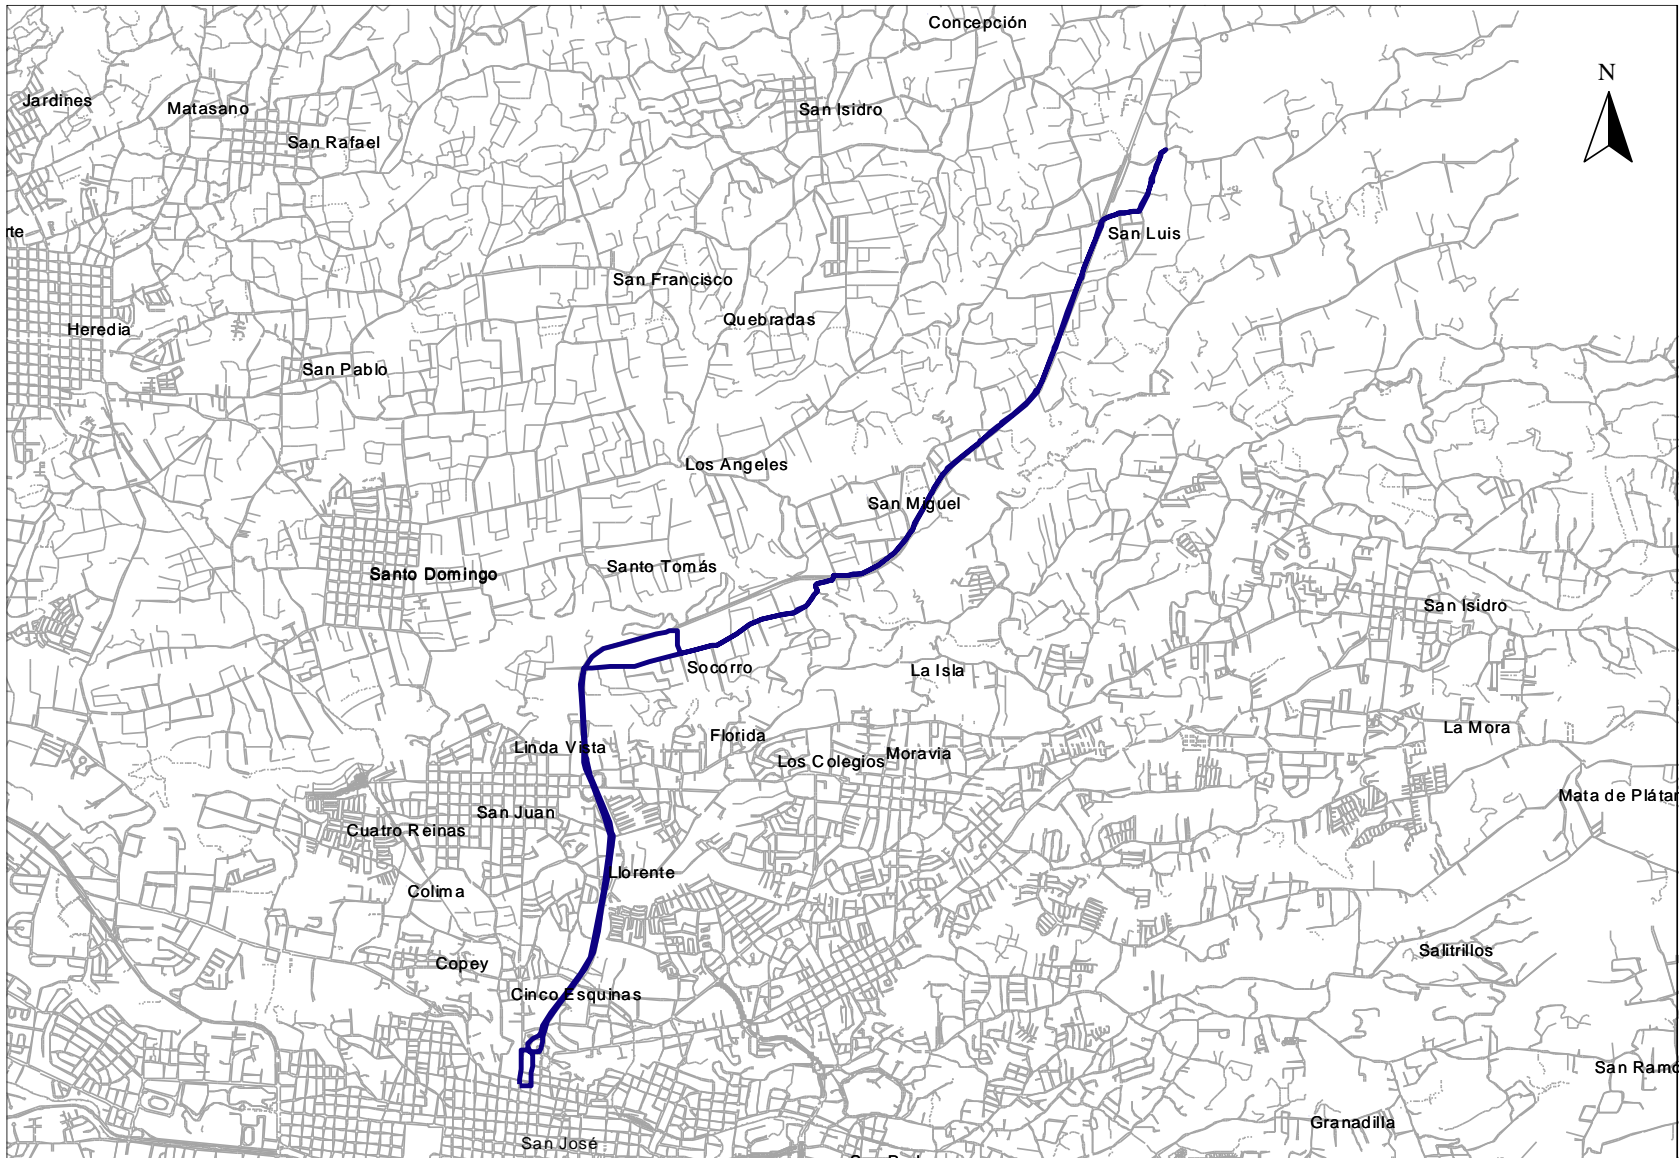 Concepción
N
Jardines
Matasano
San Isidro
San Rafael
rte
San Luis
San Francisco
Quebradas
Heredia
San Pablo
Los Angeles
San Miguel
Santo Tomás
Santo Domingo
San Isidro
Socorro
La Isla
La Mora
Florida
Linda Vista
Moravia
Los Colegios
Mata de Plátan
San Juan
Cuatro Reinas
Llorente
Colima
Salitrillos
Copey
Cinco Esquinas
San Ramo
Granadilla
San José